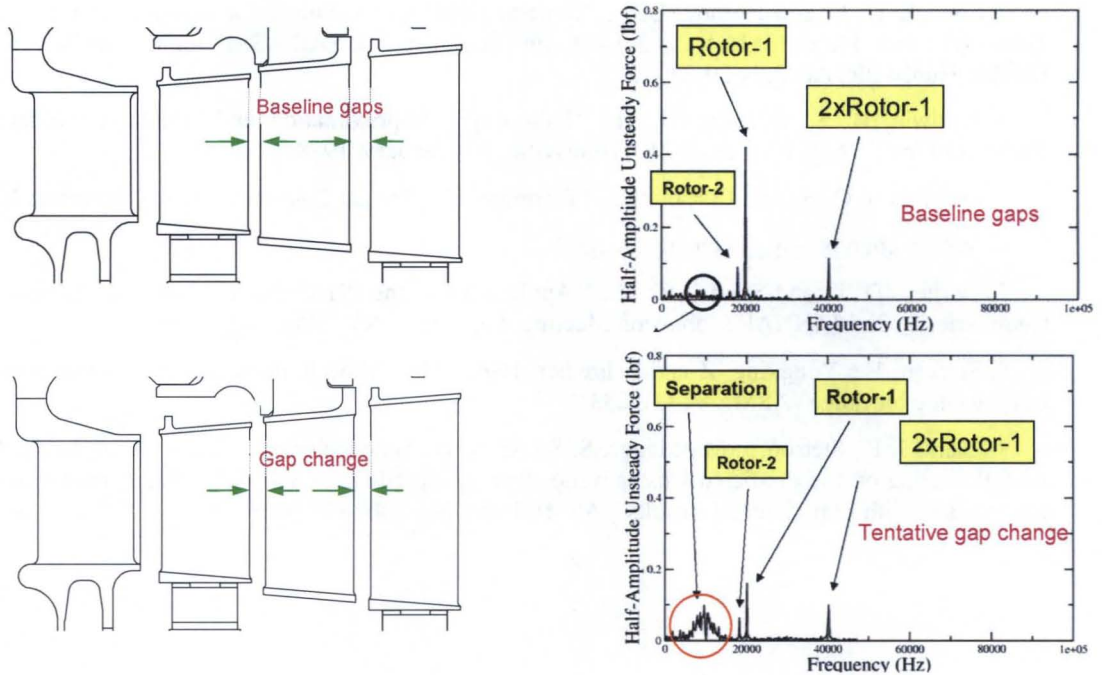 Baseline gaps
Half-Ampltiude Unsteady Force (lbf)
0.8
0.6
0.4
0.2
0
Rotor-1
2xRotor-1
Rotor-2
Baseline gaps
20000
40000
60000
80000
1e+05
Frequency (Hz)
Gap change
Half-Amplitude Unsteady Force (lbf)
0.8
0.6
0.4
0.2
0
Separation
Rotor-1
2xRotor-1
Rotor-2
Tentative gap change
0
20000
40000
60000
80000
1e+05
Frequency (Hz)